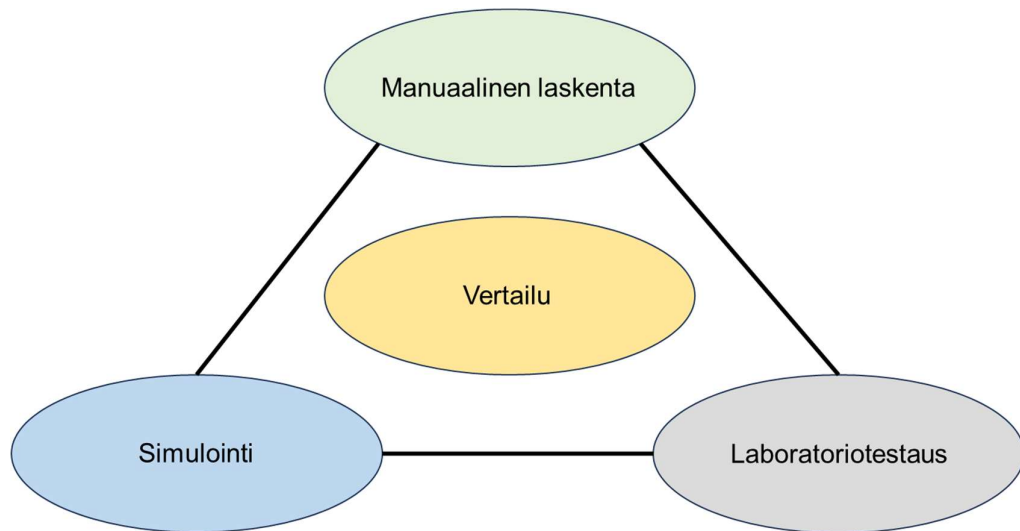 Manuaalinen laskenta
Vertailu
Simulointi
Laboratoriotestaus